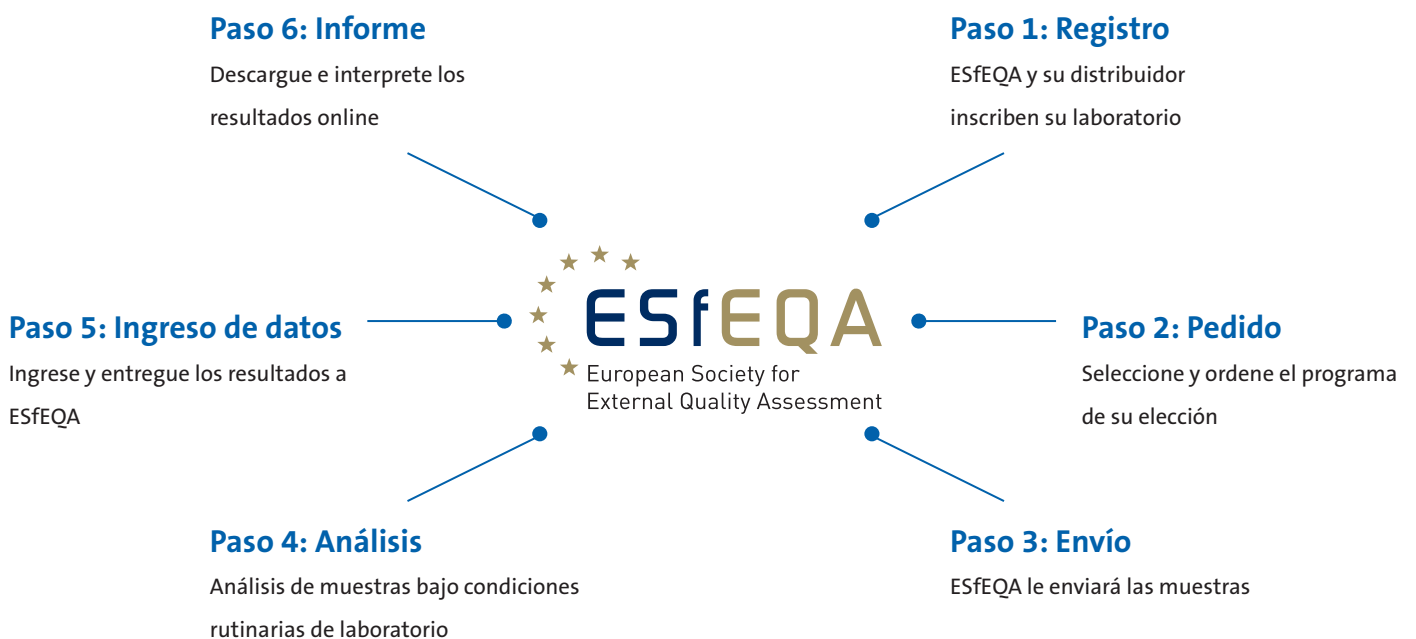 Paso 6: Informe
Descargue e interprete los
resultados online
Paso 1: Registro
ESfEQA y su distribuidor
inscriben su laboratorio
Paso 5: Ingreso de datos
Ingrese y entregue los resultados a
ESfEQA
ESfEQA
European Society for
External Quality Assessment
Paso 2: Pedido
Seleccione y ordene el programa
de su elección
Paso 4: Análisis
Análisis de muestras bajo condiciones
rutinarias de laboratorio
Paso 3: Envío
ESfEQA le enviará las muestras